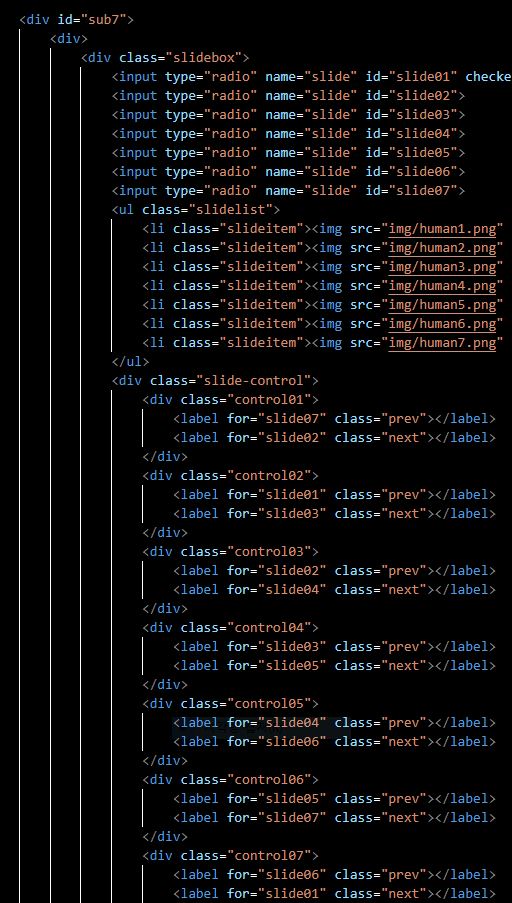 <div id="sub7">
<div>
<div class="slidebox">
<input type="radio" name="slide" id="slide01" checke
<input type="radio" name="slide" id="slide02">
<input type="radio" name="slide" id="slide03">
<input type="radio" name="slide" id="slide04">
<input type="radio" name="slide" id="slide05">
<input type="radio" name="slide" id="slide06">
<input type="radio" name="slide" id="slide07">
<ul class="slidelist">
<li class="slideitem"><img src="img/human1.png"
<li class="slideitem"><img src="img/human2.png"
<li class="slideitem"><img src="img/human3.png"
<li class="slideitem"><img src="img/human4.png"
<li class="slideitem"><img src="img/human5.png"
<li class="slideitem"><img src="img/human6.png"
<li class="slideitem"><img src="img/human7.png"
</ul>
<div class="slide-control">
<div class="control01">
<label for="slide07" class="prev"></label>
<label for="slide02" class="next"></label>
</div>
<div class="control02">
<label for="slide01" class="prev"></label>
<label for="slide03" class="next"></label>
</div>
<div class="control03">
<label for="slide02" class="prev"></label>
<label for="slide04" class="next"></label>
</div>
<div class="control04">
<label for="slide03" class="prev"></label>
<label for="slide05" class="next"></label>
</div>
<div class="control05">
<label for="slide04" class="prev"></label>
<label for="slide06" class="next"></label>
</div>
<div class="control06">
<label for="slide05" class="prev"></label>
<label for="slide07" class="next"></label>
</div>
<div class="control07">
<label for="slide06" class="prev"></label>
<label for="slide01" class="next"></label>